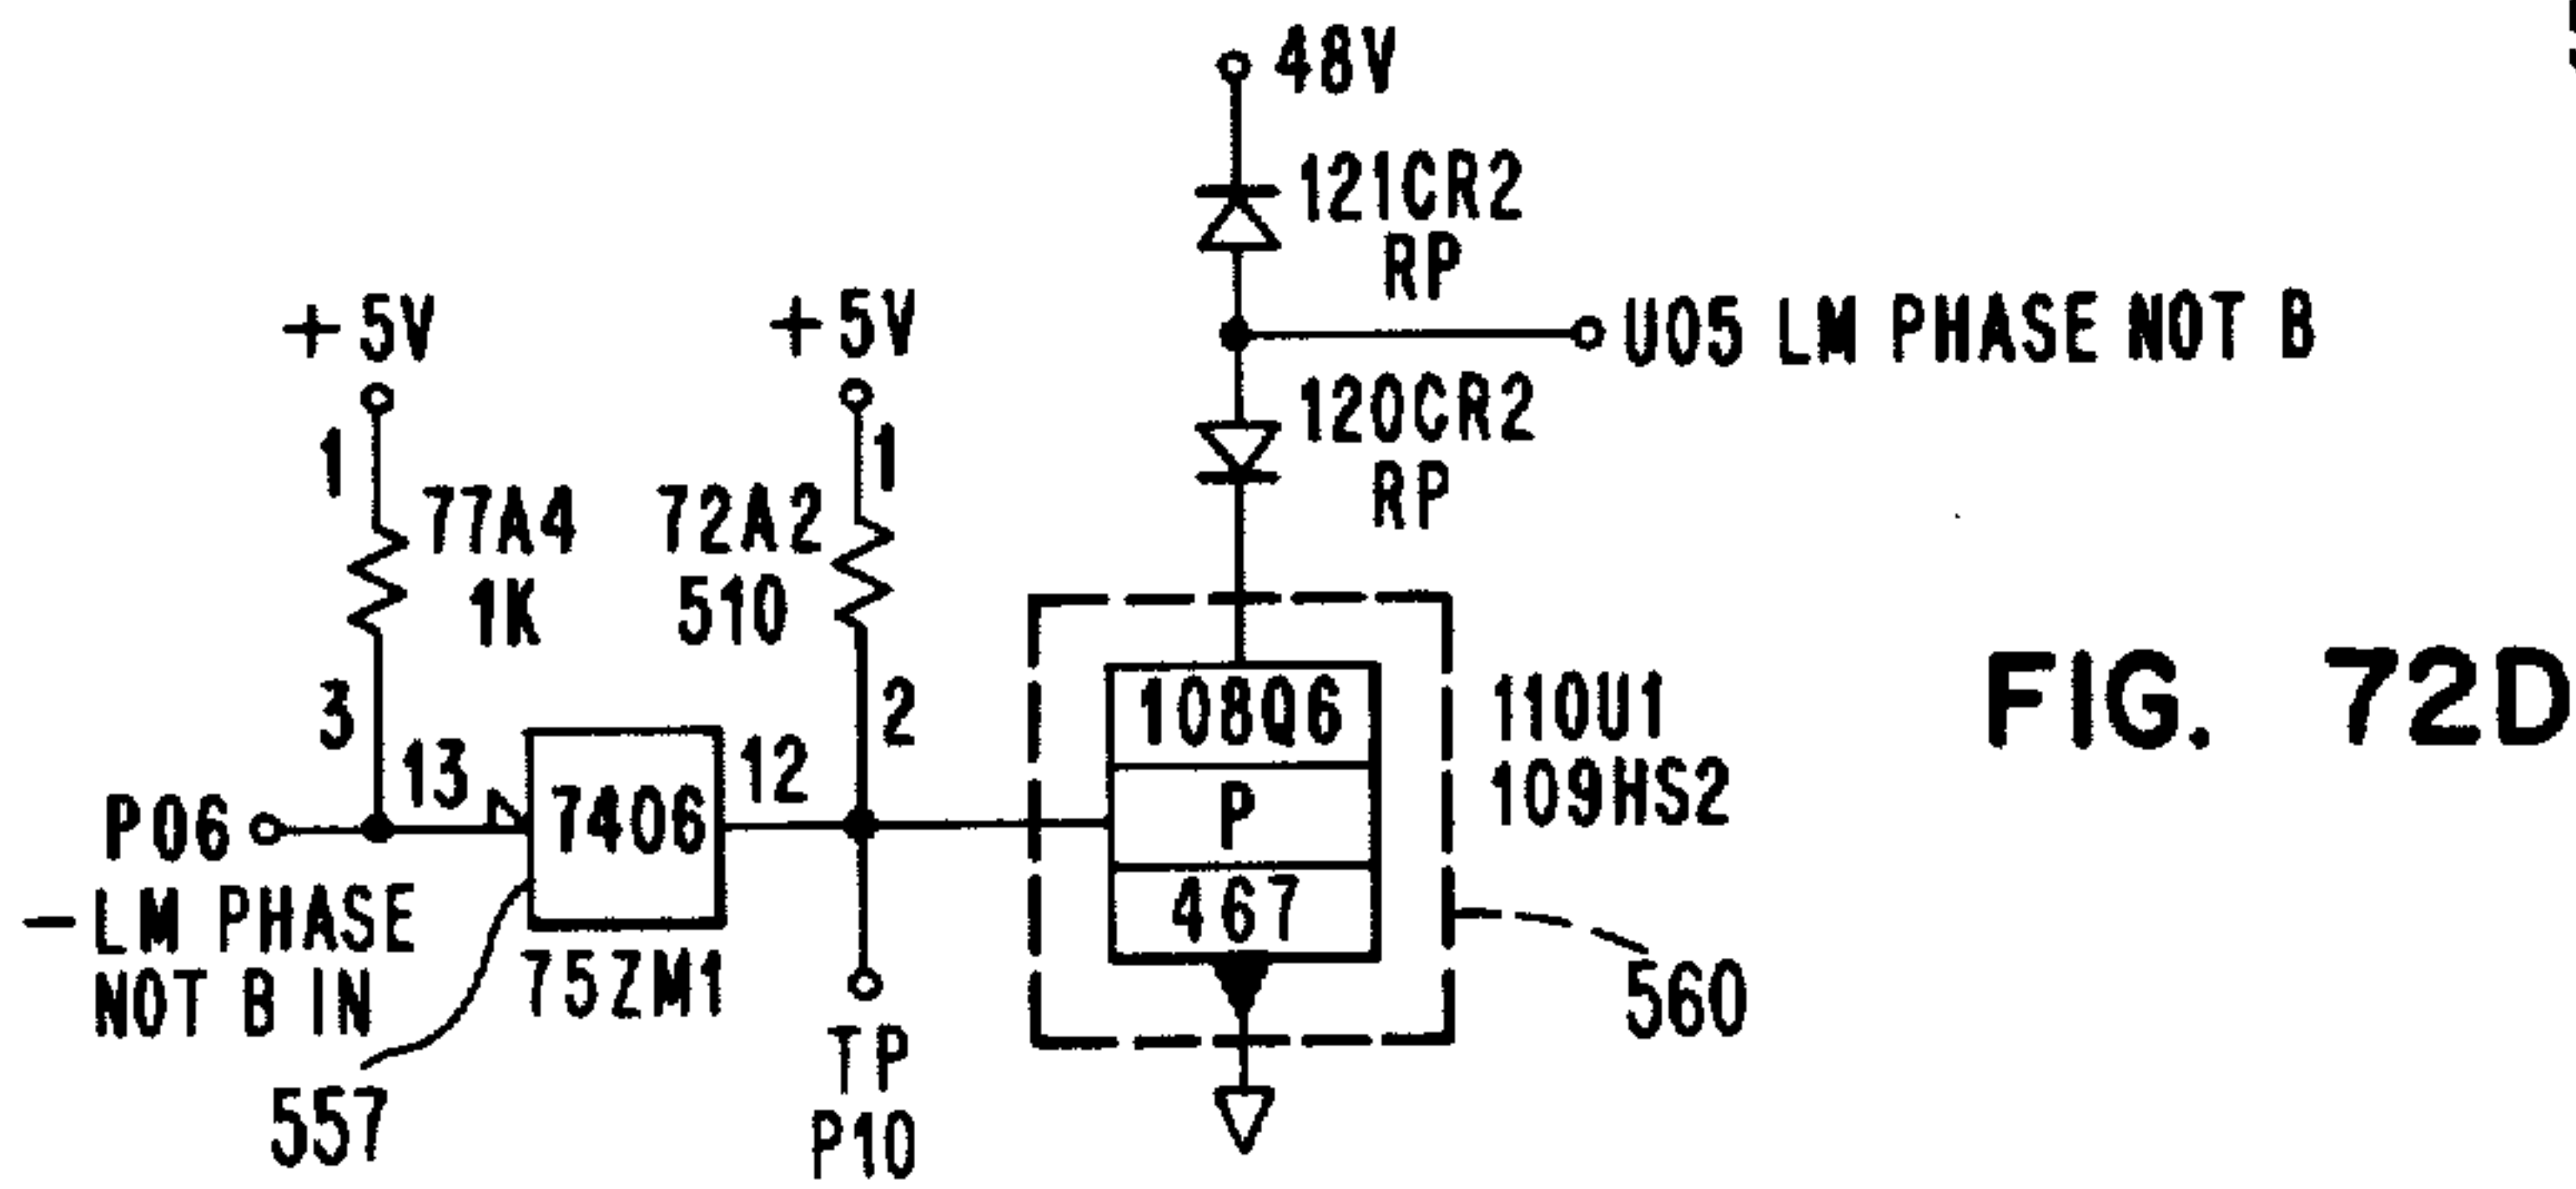 48V
121CR2
RP
+5V
+5V
U05 LM PHASE NOT B
1
1
120CR2
RP
77A4
1K
72A2
510
3
2
13
12
P06
7406
108Q6
P
467
110U1
109HS2
FIG. 72D
-LM PHASE
NOT B IN
75ZM1
560
557
TP
P10